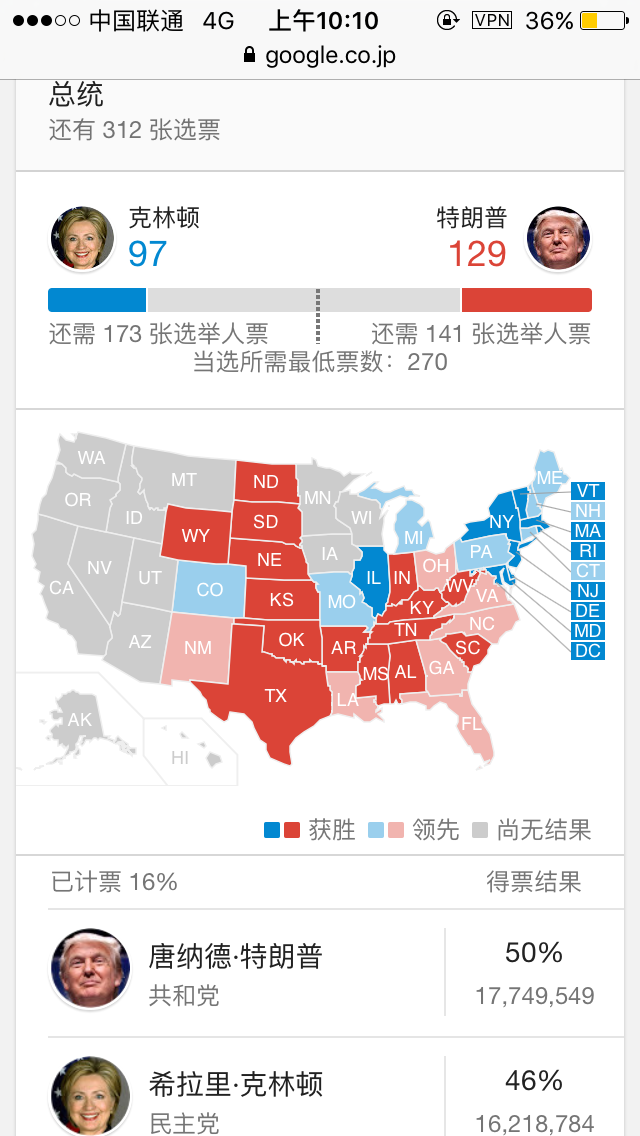 中国联通 4G 上午10:10 VPN 36%
google.co.jp
总统
还有 312 张选票
克林顿 特朗普
97 129
还需 173 张选举人票 还需 141 张选举人票
当选所需最低票数：270
WA
MT
ND
MN
ME
OR
ID
SD
WI
MI
VT
NH
NY
MA
WY
IA
PA
RI
CT
NV
NE
IL
IN
OH
NJ
CA
UT
CO
KS
MO
KY
WV
VA
DE
MD
DC
AZ
NM
OK
AR
TN
NC
SC
TX
LA
MS
AL
GA
FL
AK
HI
获胜 领先 尚无结果
已计票 16% 得票结果
唐纳德·特朗普 50%
共和党 17,749,549
希拉里·克林顿 46%
民主党 16,218,784